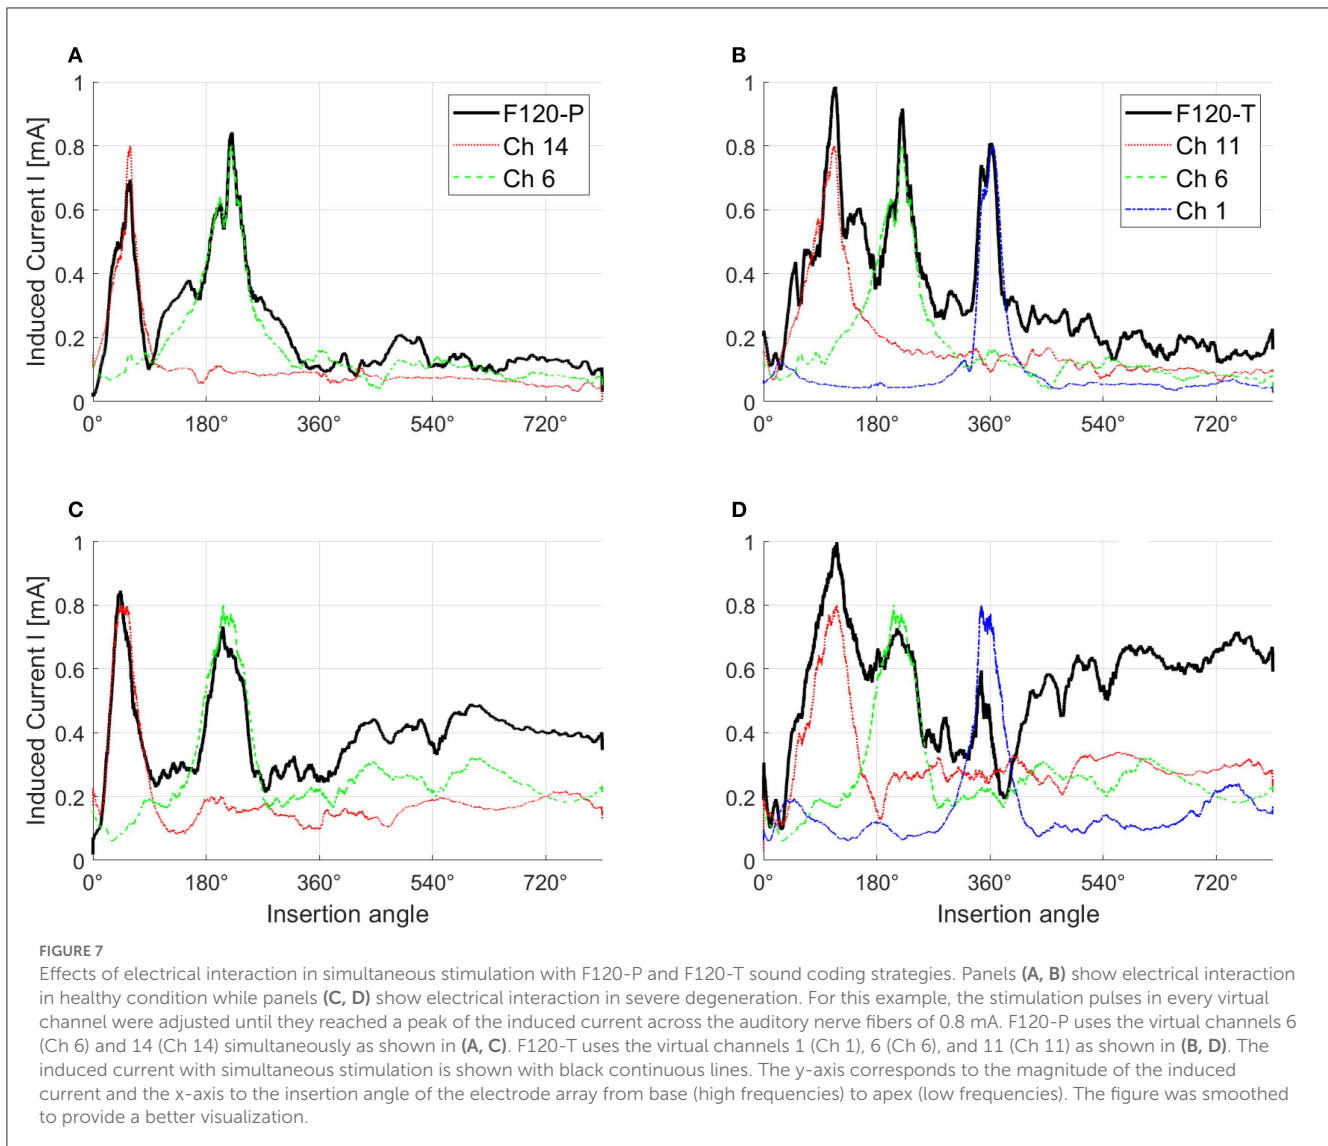 A
B
1
0.8
0.6
0.4
0.2
0
Induced Current I [mA]
F120-P
Ch 14
Ch 6
0°
180°
360°
540°
720°
1
0.8
0.6
0.4
0.2
0
F120-T
Ch 11
Ch 6
Ch 1
0°
180°
360°
540°
720°
C
D
1
0.8
0.6
0.4
0.2
0
Induced Current I [mA]
0°
180°
360°
540°
720°
Insertion angle
1
0.8
0.6
0.4
0.2
0
0°
180°
360°
540°
720°
Insertion angle
FIGURE 7
Effects of electrical interaction in simultaneous stimulation with F120-P and F120-T sound coding strategies. Panels (A, B) show electrical interaction
in healthy condition while panels (C, D) show electrical interaction in severe degeneration. For this example, the stimulation pulses in every virtual
channel were adjusted until they reached a peak of the induced current across the auditory nerve fibers of 0.8 mA. F120-P uses the virtual channels 6
(Ch 6) and 14 (Ch 14) simultaneously as shown in (A, C). F120-T uses the virtual channels 1 (Ch 1), 6 (Ch 6), and 11 (Ch 11) as shown in (B, D). The
induced current with simultaneous stimulation is shown with black continuous lines. The y-axis corresponds to the magnitude of the induced
current and the x-axis to the insertion angle of the electrode array from base (high frequencies) to apex (low frequencies). The figure was smoothed
to provide a better visualization.